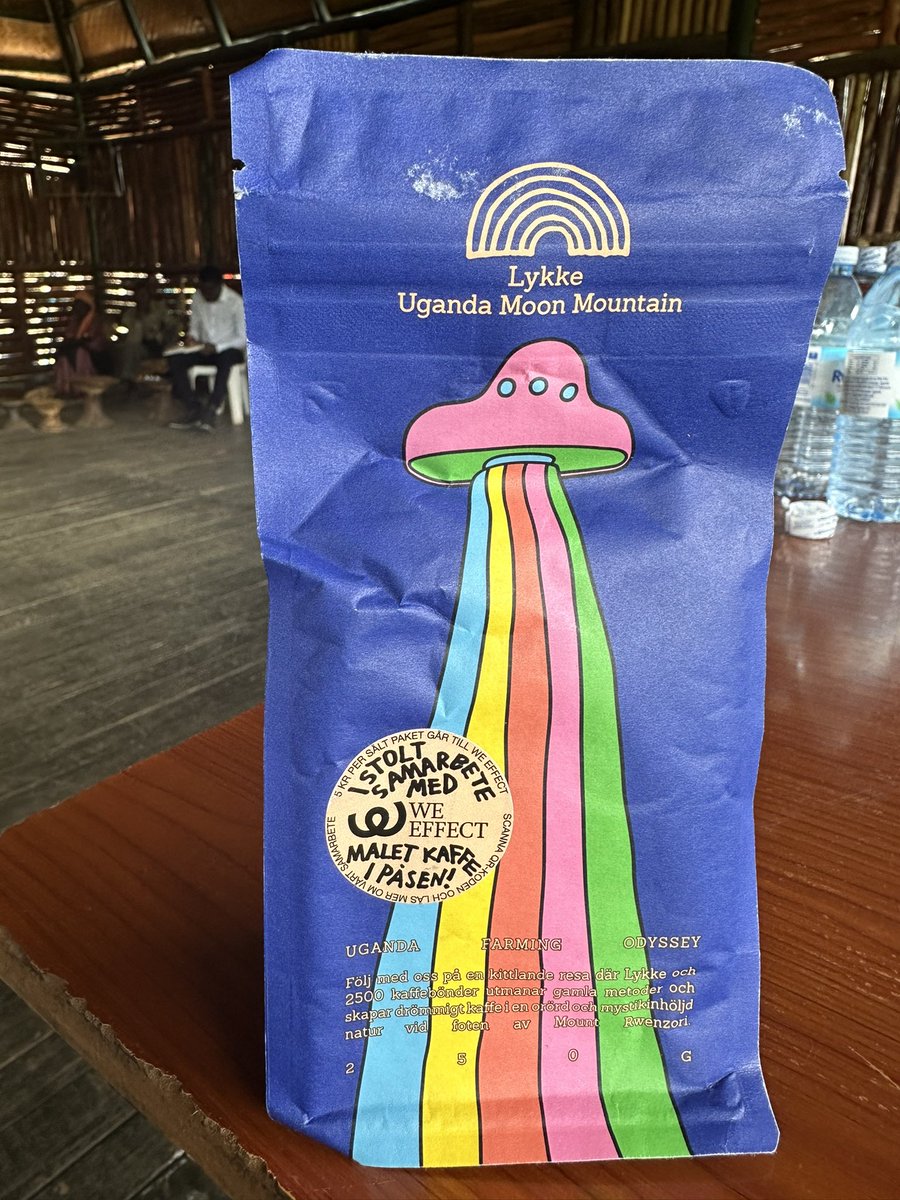 Lykke
Uganda Moon Mountain
5 KR PER SÅLT PAKET GÅR TILL WE EFFECT
SCANNA QR-KODEN OCH LÄS MER OM VÅRT SAMARBETE
I STOLT
SAMARBETE
MED
WE
EFFECT
MALET KAFFE
I PÅSEN!
UGANDA FARMING ODYSSEY
Följ med oss på en kittlande resa där Lykke och
2500 kaffebönder utmanar gamla metoder och
skapar drömmigt kaffe i en orörd och mystikinhöljd
natur vid foten av Mount Rwenzori.
2 5 0 G